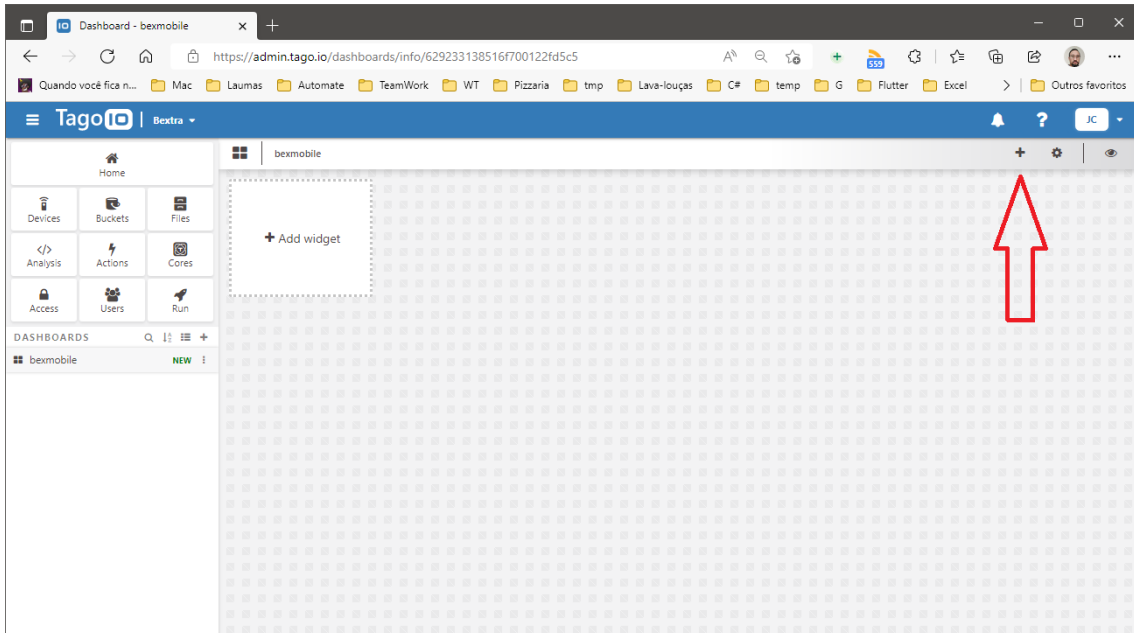 Dashboard - bexmobile
https://admin.tago.io/dashboards/info/629233138516f700122fd5c5
559
Quando você fica n... Mac Laumas Automate TeamWork WT Pizzaria tmp Lava-louças C# temp G Flutter Excel Outros favoritos
TagoIO | Bextra ? JC
Home
bexmobile
Devices Buckets Files
+ Add widget
</> Analysis Actions Cores
Access Users Run
DASHBOARDS
bexmobile NEW